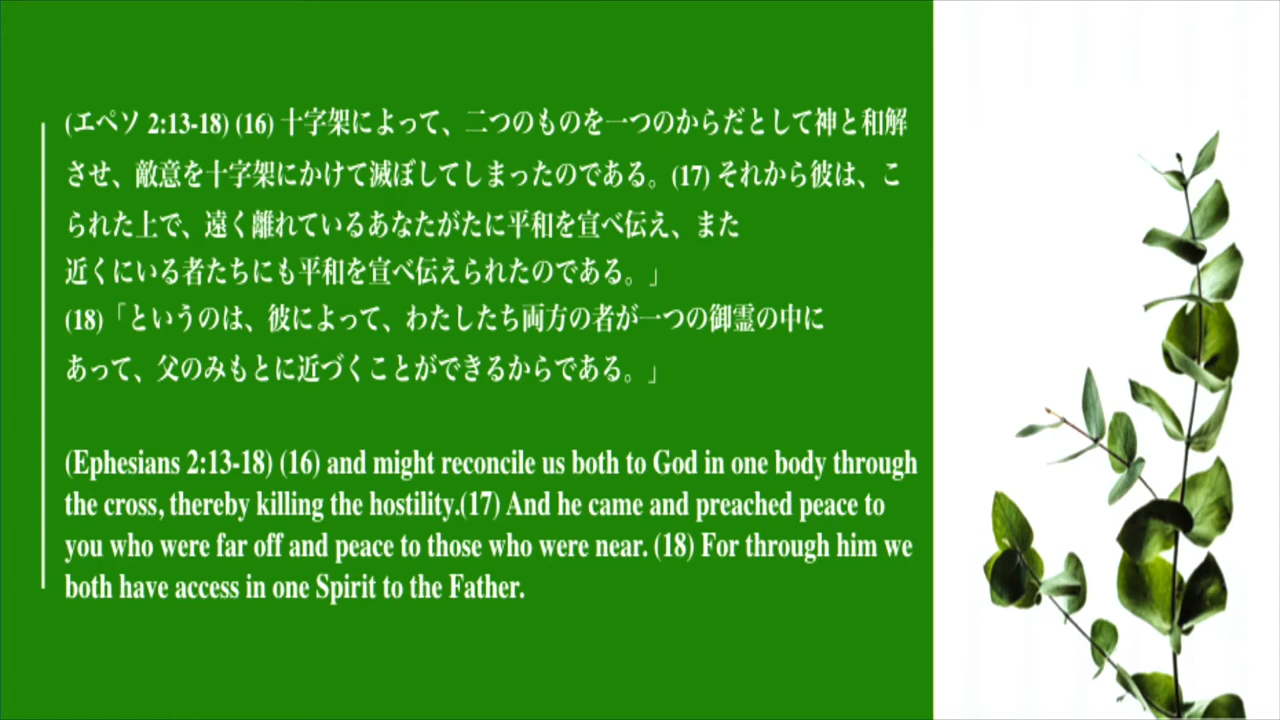 (エペソ 2:13-18) (16) 十字架によって、二つのものを一つのからだとして神と和解
させ、敵意を十字架にかけて滅ぼしてしまったのである。(17) それから彼は、こ
られた上で、遠く離れているあなたがたに平和を宣べ伝え、また
近くにいる者たちにも平和を宣べ伝えられたのである。」
(18)「というのは、彼によって、わたしたち両方の者が一つの御霊の中に
あって、父のみもとに近づくことができるからである。」
(Ephesians 2:13-18) (16) and might reconcile us both to God in one body through
the cross, thereby killing the hostility.(17) And he came and preached peace to
you who were far off and peace to those who were near. (18) For through him we
both have access in one Spirit to the Father.